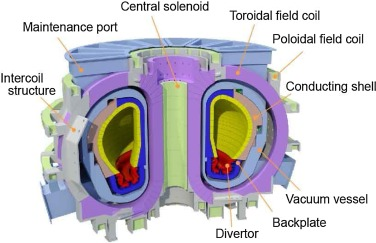 Central solenoid
Toroidal field coil
Maintenance port
Poloidal field coil
Intercoil
structure
Conducting shell
Vacuum vessel
Backplate
Divertor